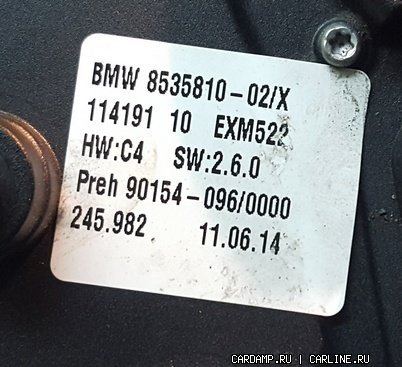 BMW 8535810-02/X
114191 10 EXM522
HW:C4 SW:2.6.0
Preh 90154-096/0000
245.982 11.06.14
CARDAMP.RU | CARLINE.RU